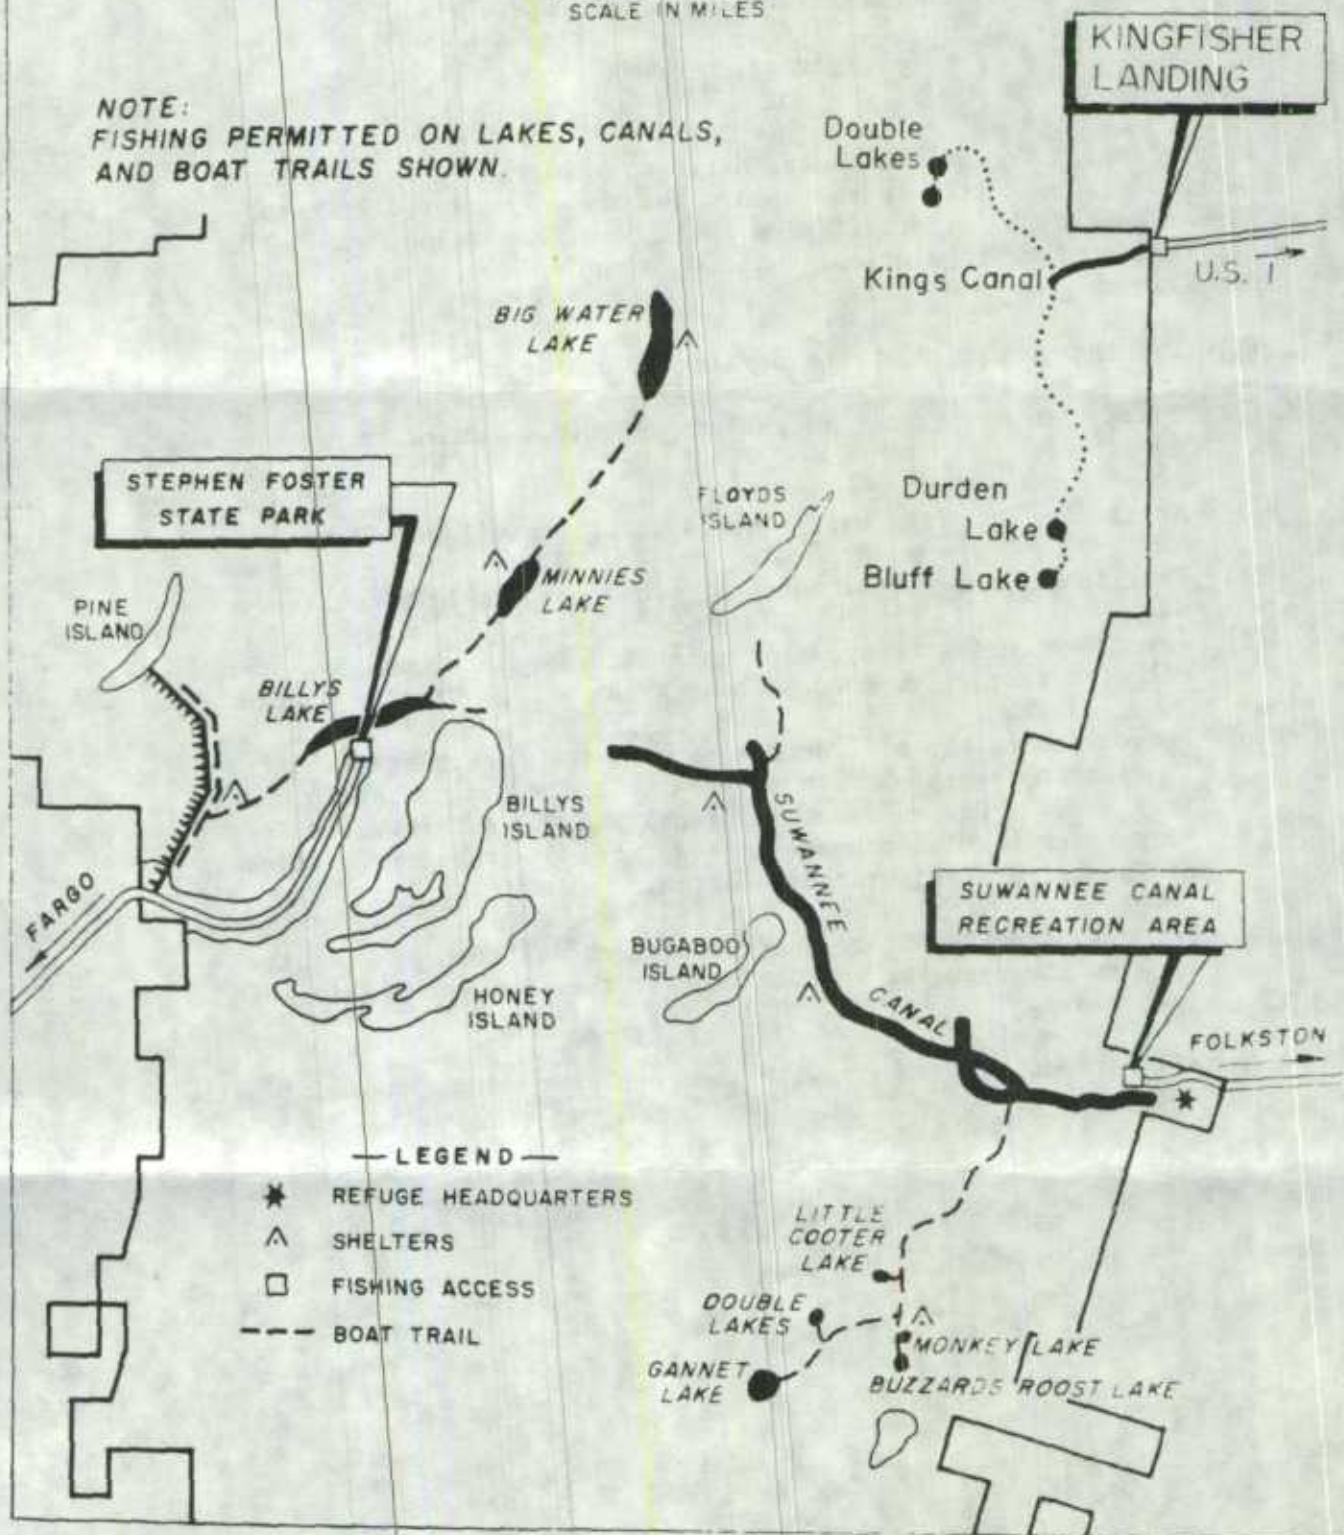 SCALE IN MILES
KINGFISHER
LANDING
NOTE:
FISHING PERMITTED ON LAKES, CANALS,
AND BOAT TRAILS SHOWN.
Double
Lakes
Kings Canal
U.S. 1
BIG WATER
LAKE
STEPHEN FOSTER
STATE PARK
FLOYDS
ISLAND
Durden
Lake
Bluff Lake
MINNIES
LAKE
PINE
ISLAND
BILLYS
LAKE
BILLYS
ISLAND
SUWANNEE
CANAL
FARGO
SUWANNEE CANAL
RECREATION AREA
BUGABOO
ISLAND
HONEY
ISLAND
FOLKSTON
LEGEND
REFUGE HEADQUARTERS
SHELTERS
FISHING ACCESS
BOAT TRAIL
LITTLE
COOTER
LAKE
DOUBLE
LAKES
MONKEY LAKE
GANNET
LAKE
BUZZARDS ROOST LAKE